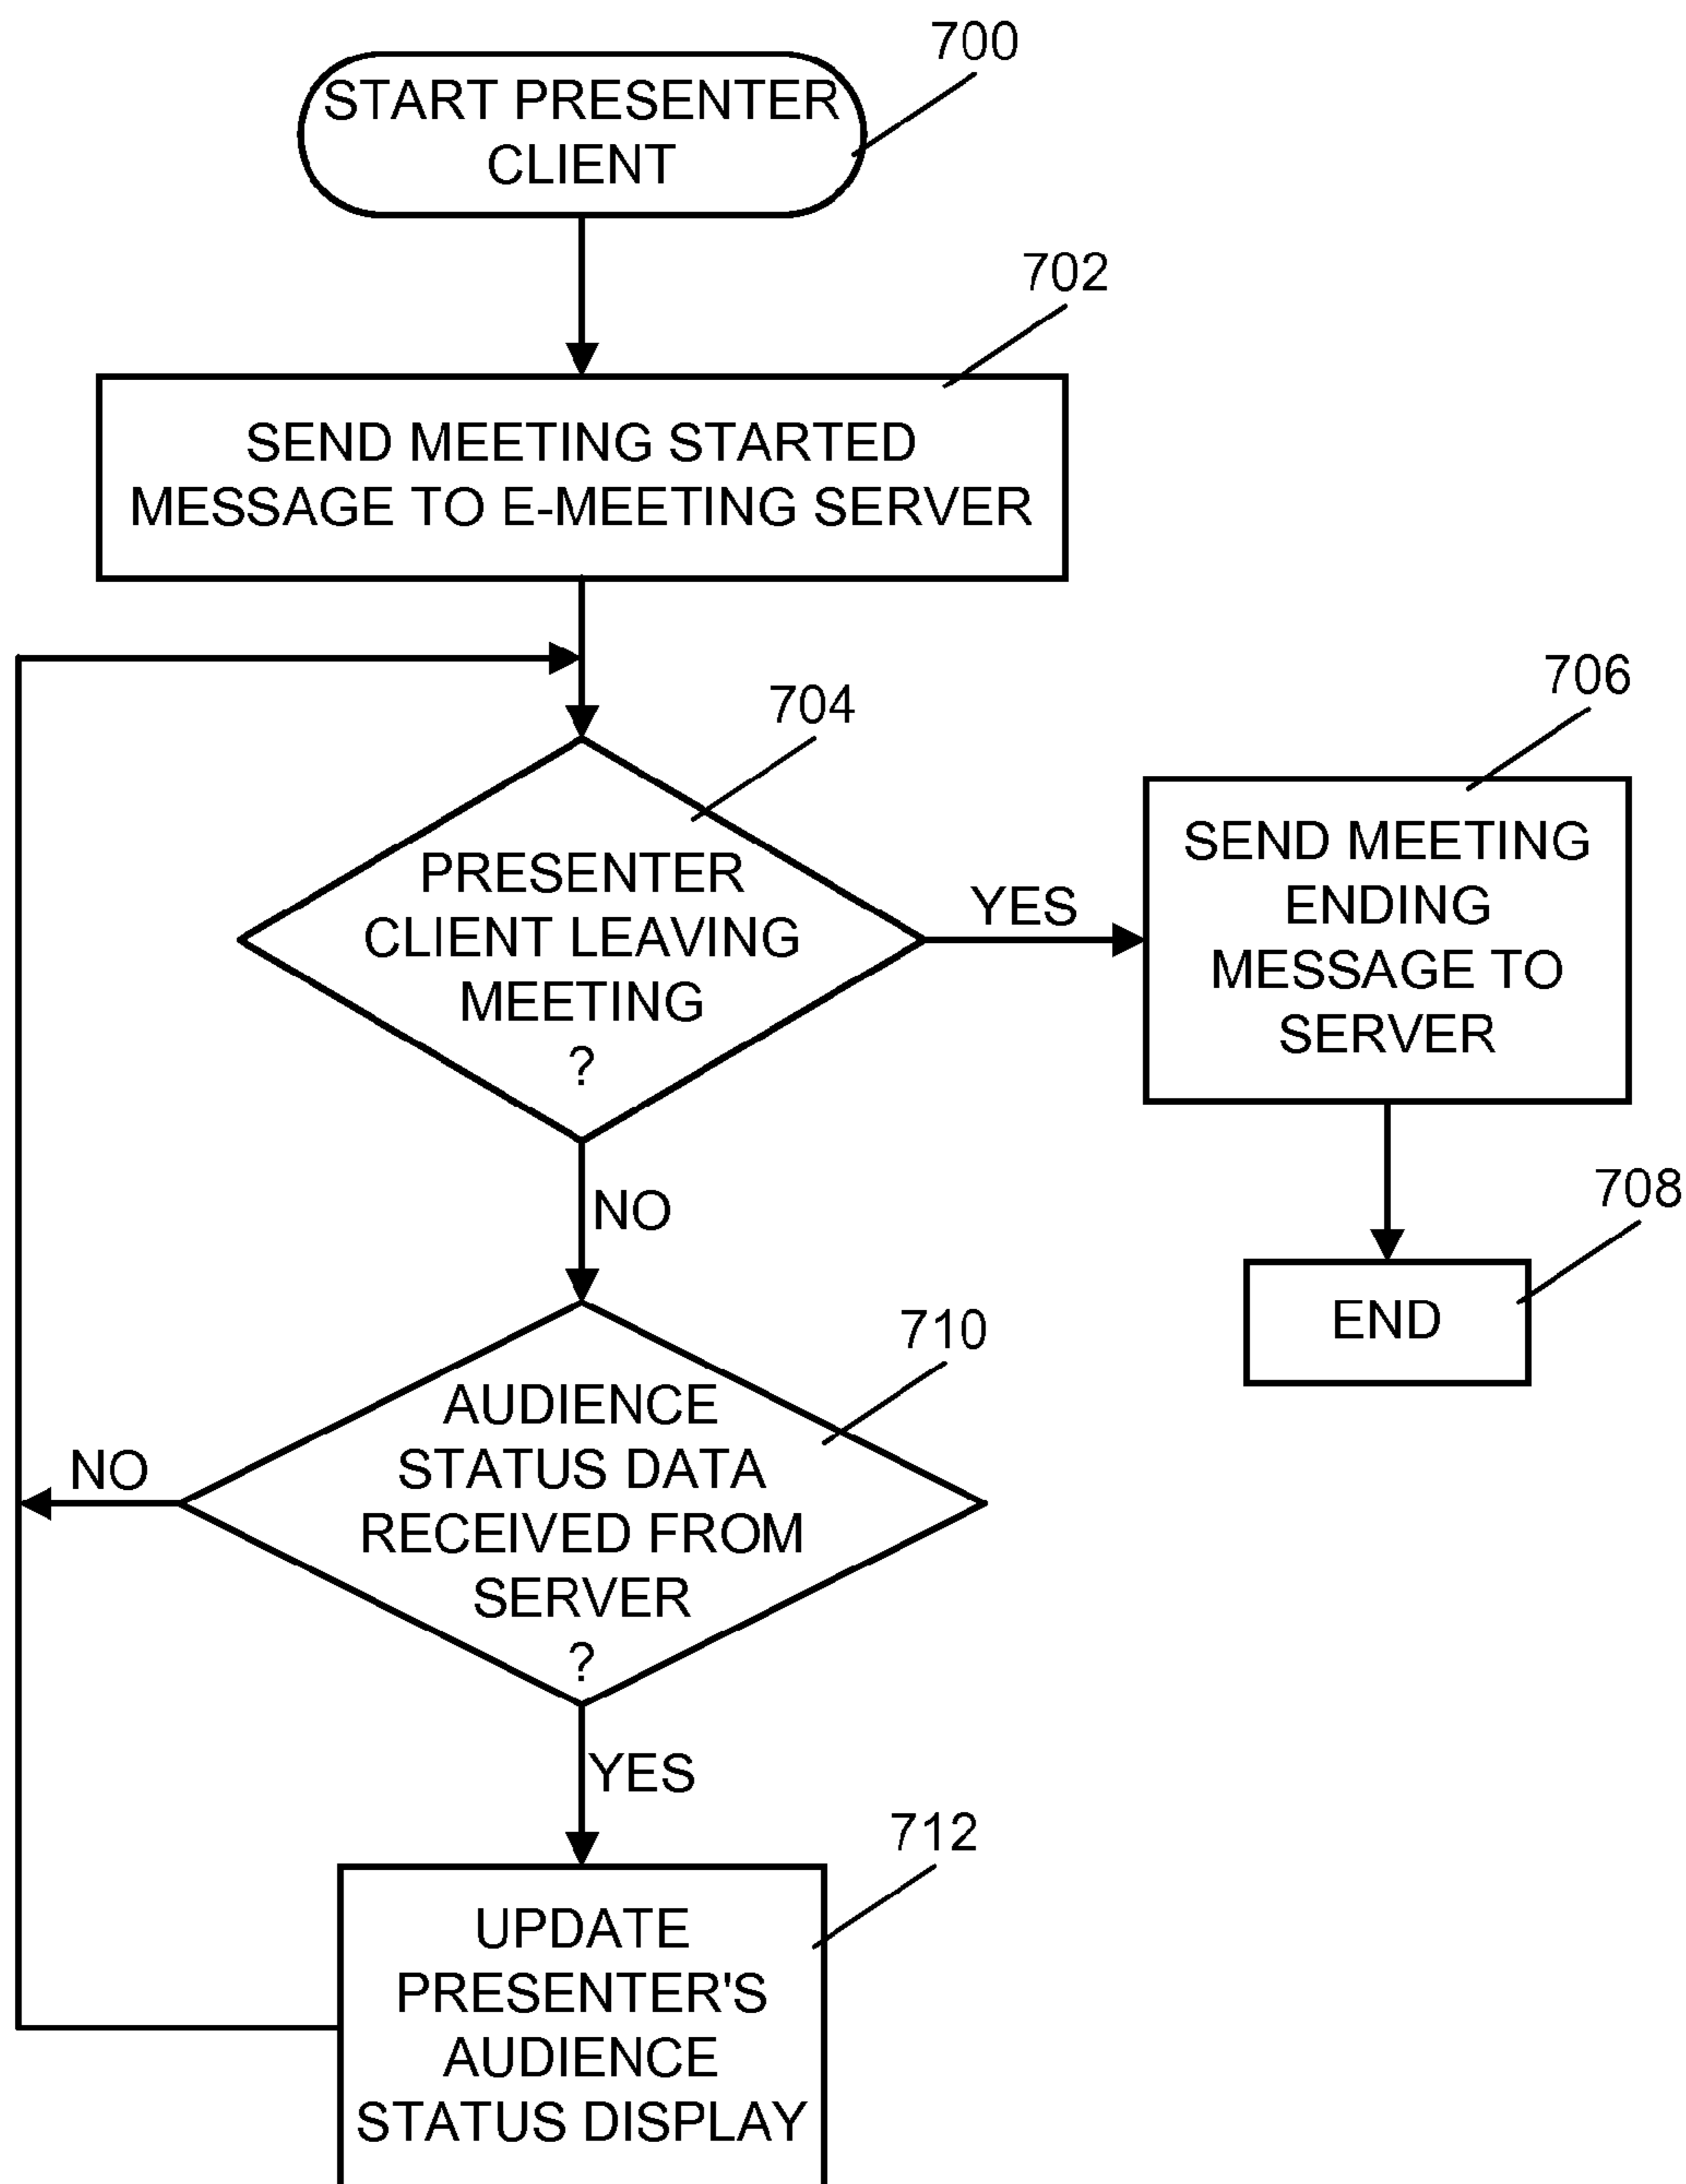 700
START PRESENTER
CLIENT
702
SEND MEETING STARTED
MESSAGE TO E-MEETING SERVER
704
PRESENTER
CLIENT LEAVING
MEETING
?
YES
706
SEND MEETING
ENDING
MESSAGE TO
SERVER
NO
708
END
710
AUDIENCE
STATUS DATA
RECEIVED FROM
SERVER
?
NO
YES
712
UPDATE
PRESENTER'S
AUDIENCE
STATUS DISPLAY